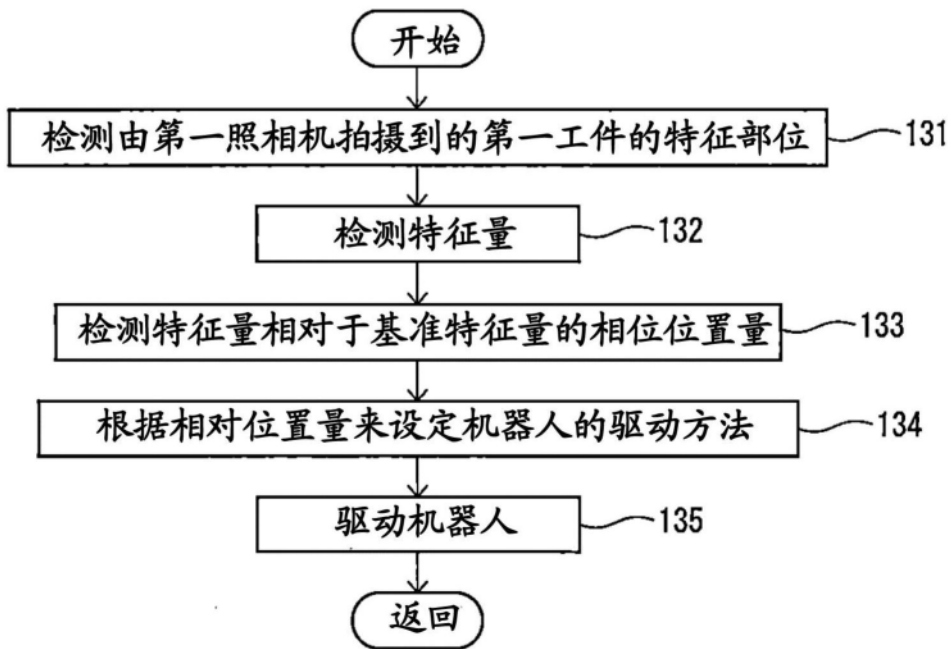 开始
检测由第一照相机拍摄到的第一工件的特征部位
131
检测特征量
132
检测特征量相对于基准特征量的相位位置量
133
根据相对位置量来设定机器人的驱动方法
134
驱动机器人
135
返回